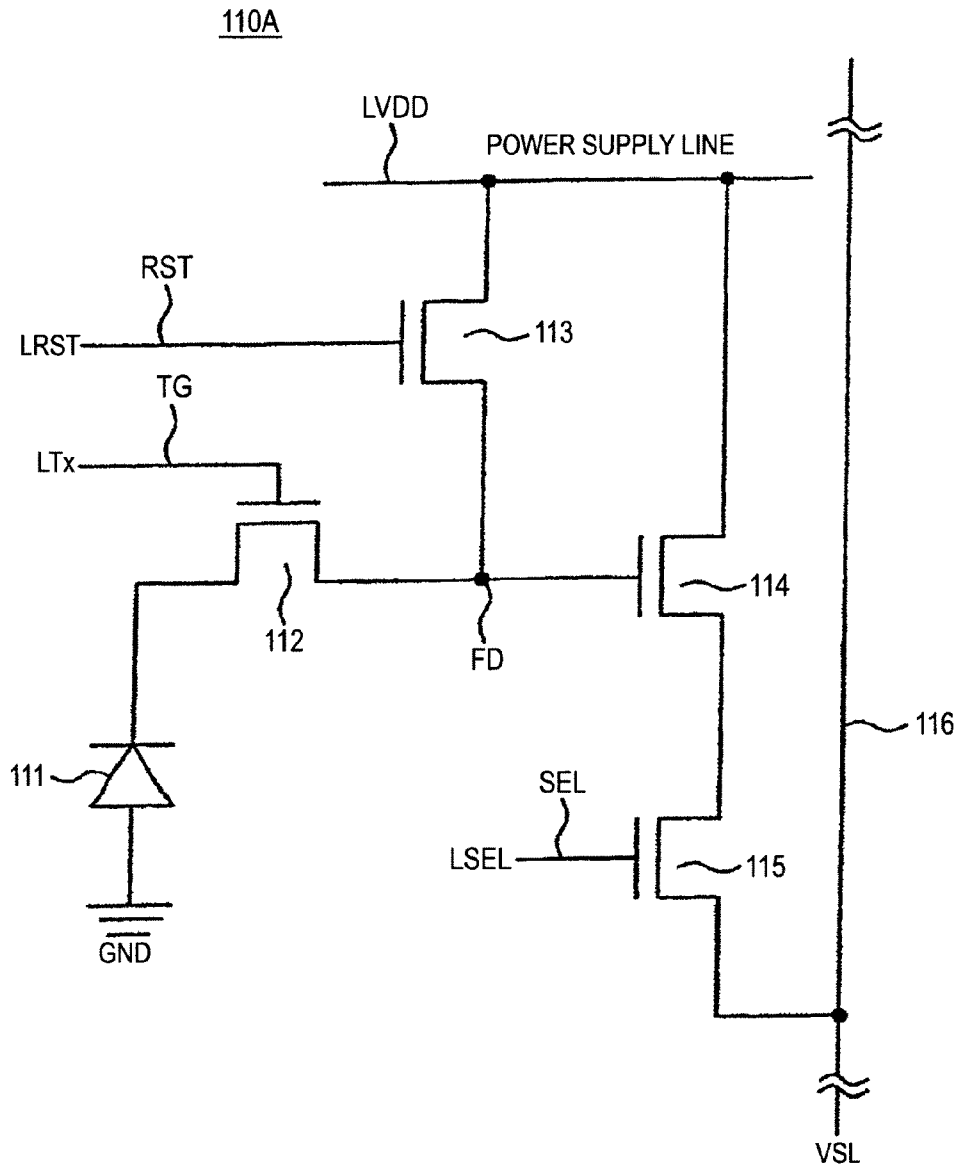 110A
LVDD
POWER SUPPLY LINE
RST
LRST
113
TG
LTx
112
FD
114
116
111
SEL
LSEL
115
GND
VSL